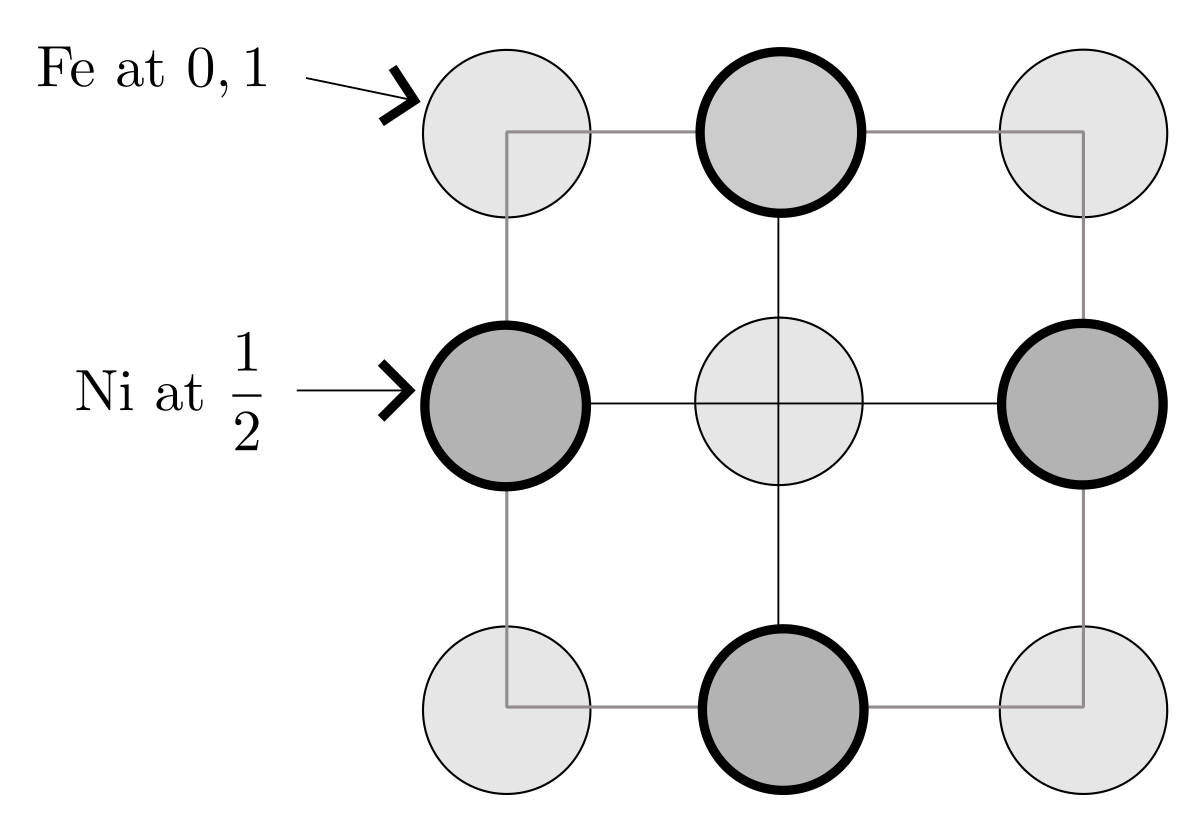 Fe at 0, 1
Ni at 1/2